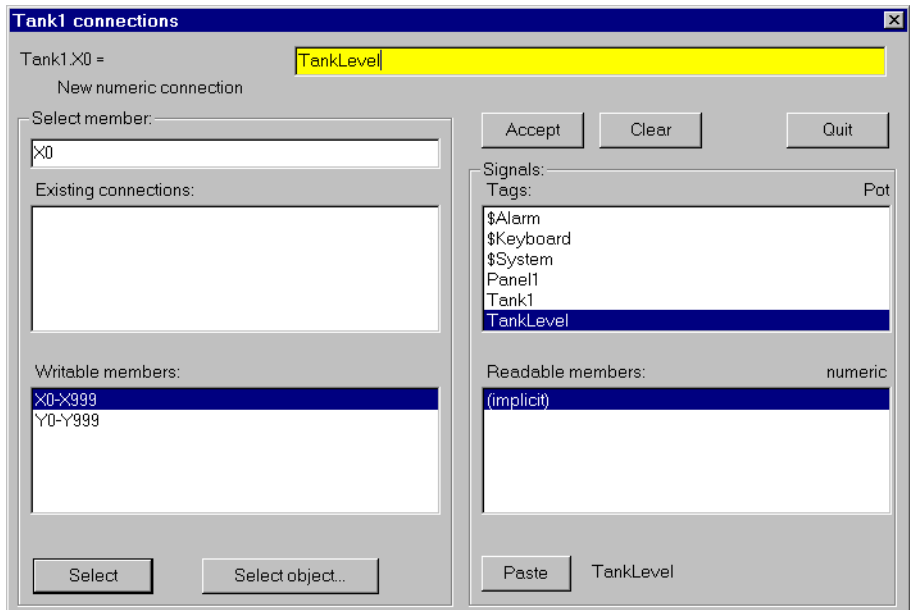 Tank1 connections
Tank1.X0 =
TankLevel
New numeric connection
Select member:
X0
Existing connections:
Writable members:
X0-X999
Y0-Y999
Select
Select object...
Accept
Clear
Quit
Signals:
Tags:
Pot
$Alarm
$Keyboard
$System
Panel1
Tank1
TankLevel
Readable members:
numeric
(implicit)
Paste
TankLevel